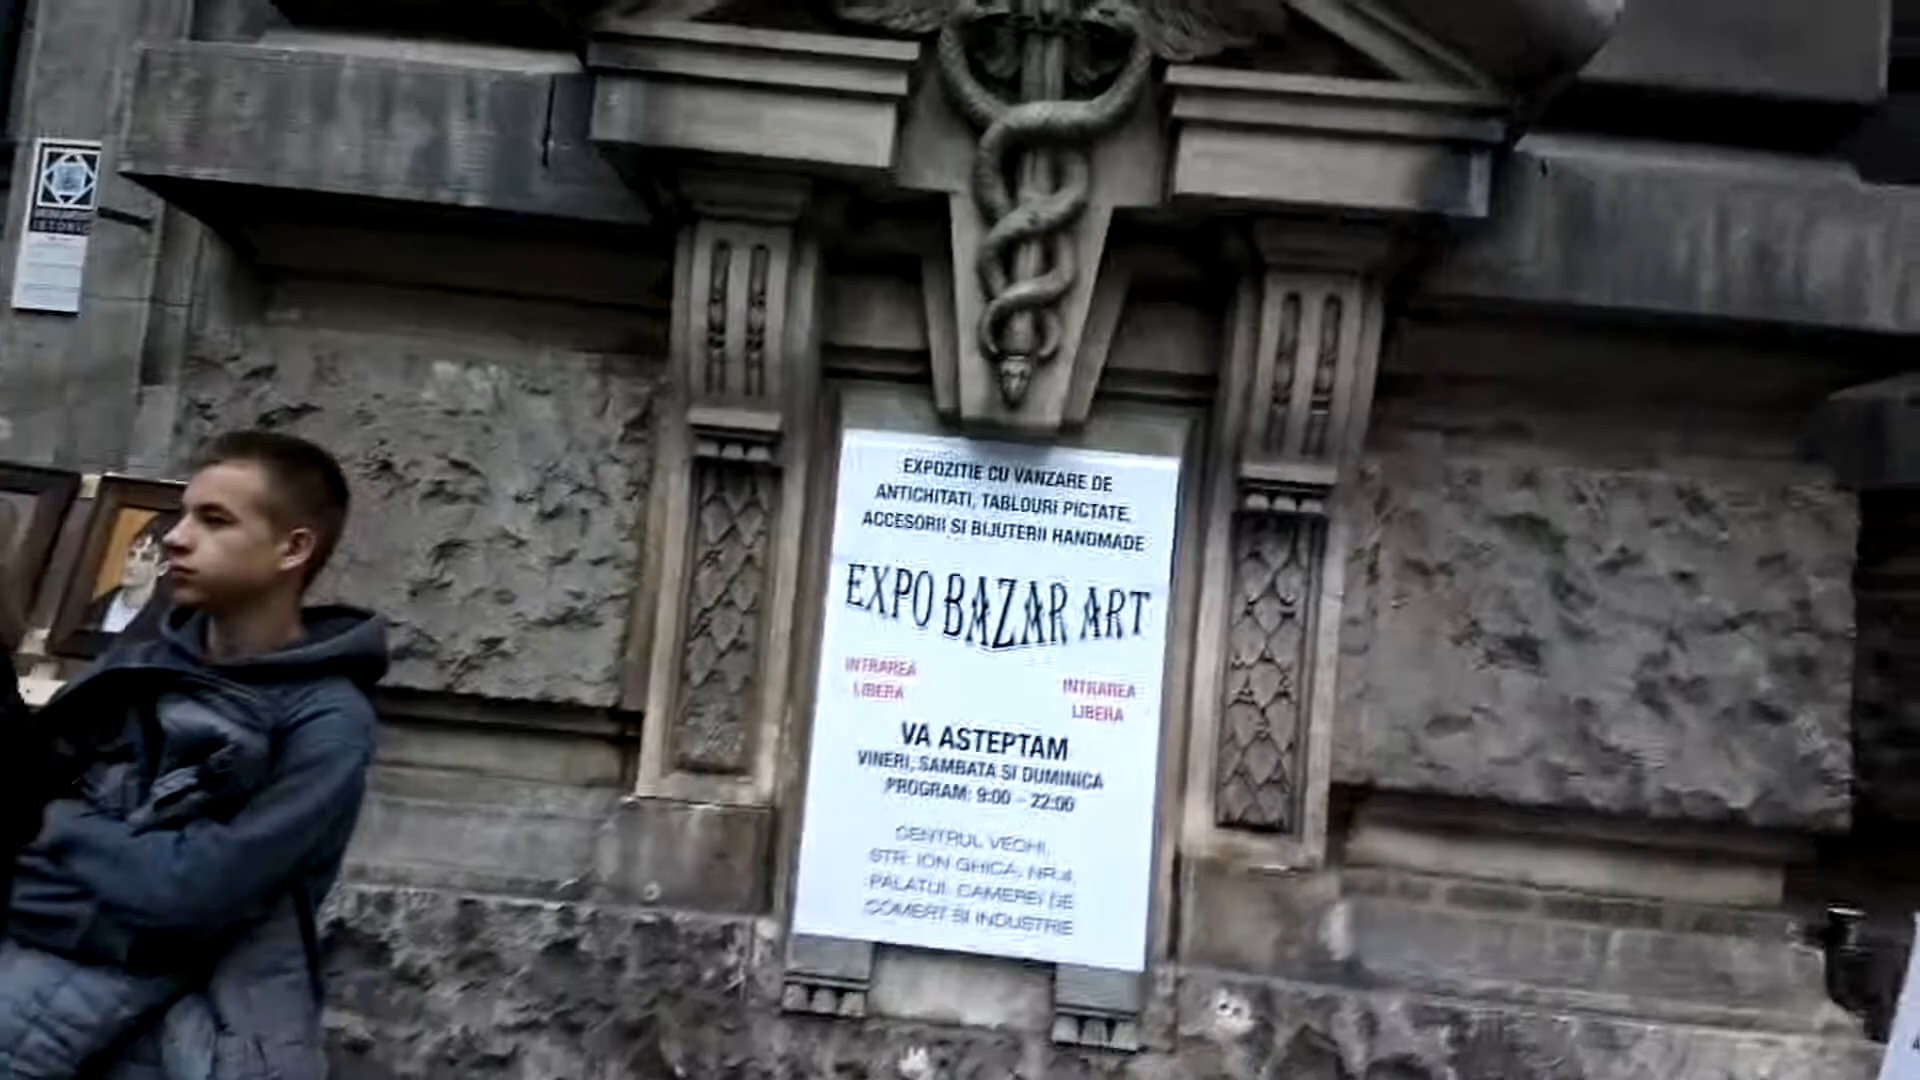 MONUMENT
ISTORIC
EXPOZITIE CU VANZARE DE
ANTICHITATI, TABLOURI PICTATE,
ACCESORII SI BIJUTERII HANDMADE
EXPO BAZAR ART
INTRAREA
LIBERA
INTRAREA
LIBERA
VA ASTEPTAM
VINERI, SAMBATA SI DUMINICA
PROGRAM: 9:00 – 22:00
CENTRUL VECHI,
STR. ION GHICA, NR.4,
PALATUL CAMEREI DE
COMERT SI INDUSTRIE